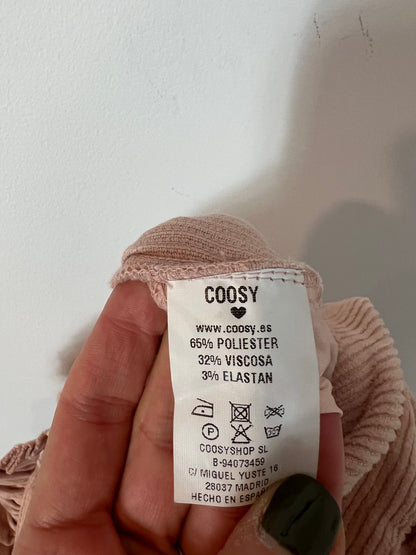 COOSY
www.coosy.es
65% POLIESTER
32% VISCOSA
3% ELASTAN
P
COOSYSHOP SL
B-94073459
C/ MIGUEL YUSTE 16
28037 MADRID
HECHO EN